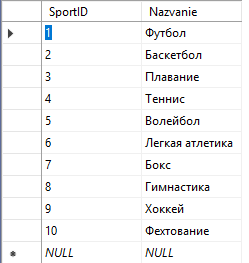 SportID Nazvanie
1 Футбол
2 Баскетбол
3 Плавание
4 Теннис
5 Волейбол
6 Легкая атлетика
7 Бокс
8 Гимнастика
9 Хоккей
10 Фехтование
NULL NULL